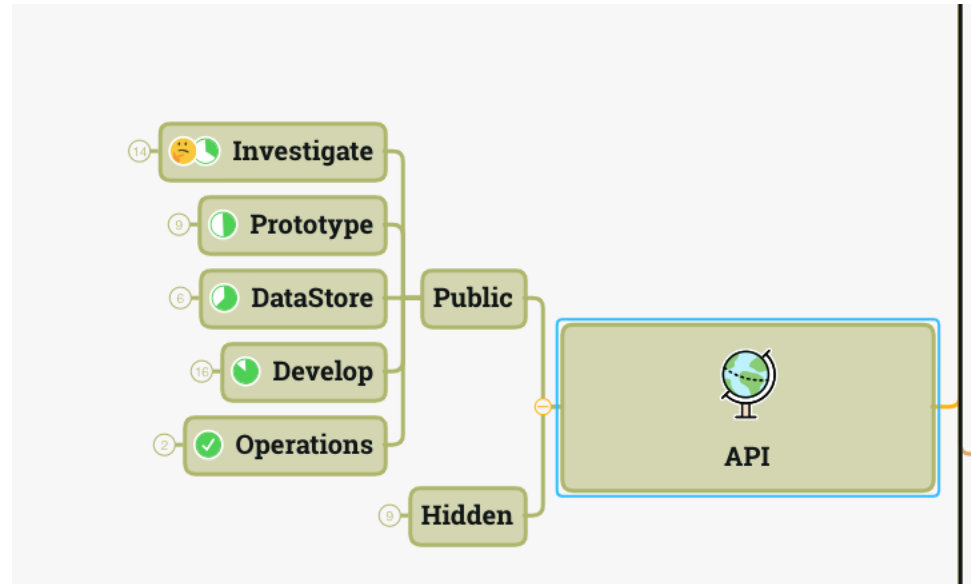 14
Investigate
9
Prototype
6
DataStore
Public
16
Develop
2
Operations
API
9
Hidden